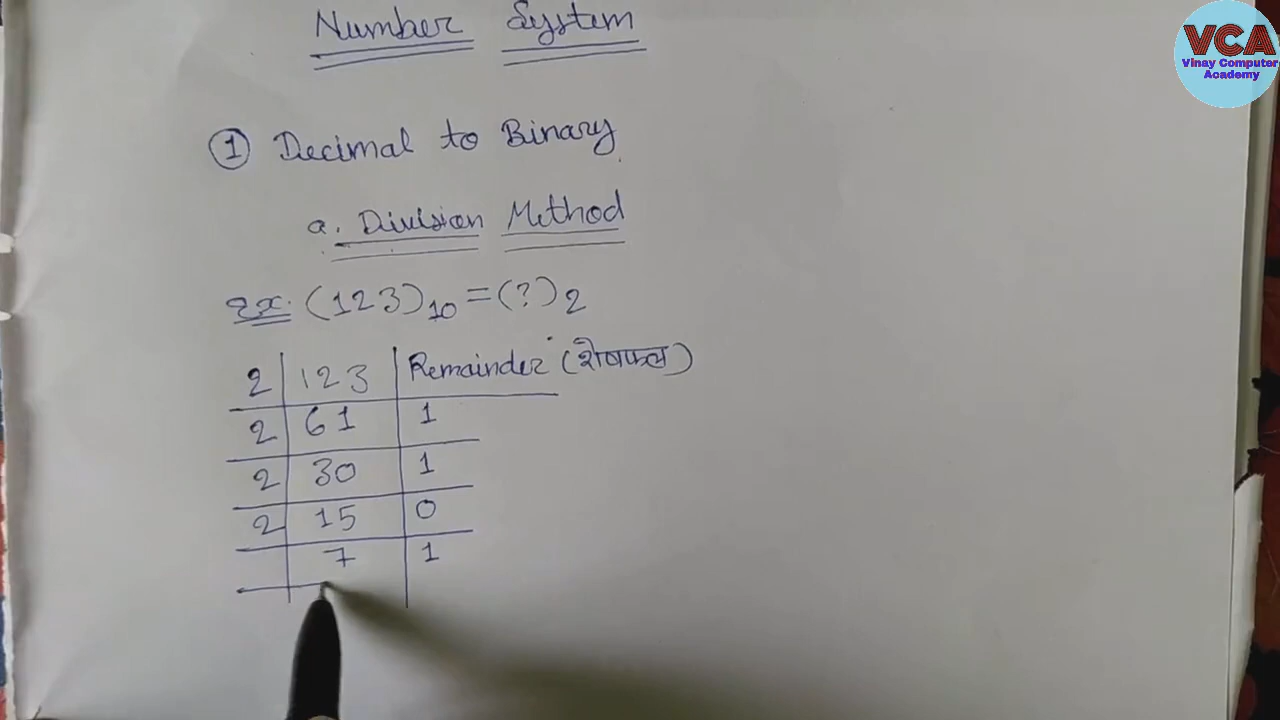 Number System
VCA
Vinay Computer
Academy
① Decimal to Binary
a. Division Method
Ex. (123)10 = (?)2
2 | 123 | Remainder (शेषफल)
2 | 61 | 1
2 | 30 | 1
2 | 15 | 0
7 | 1